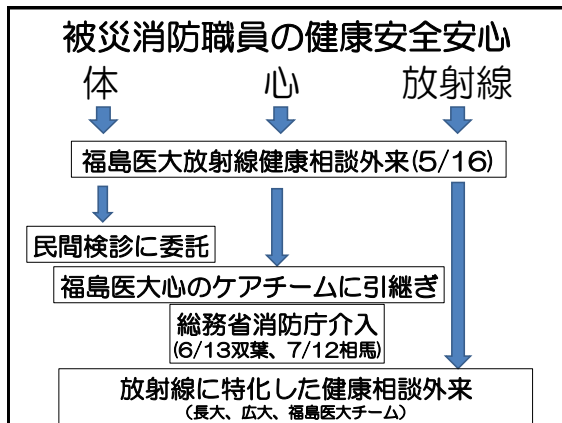 被災消防職員の健康安全安心
体 心 放射線
福島医大放射線健康相談外来(5/16)
民間検診に委託
福島医大心のケアチームに引継ぎ
総務省消防庁介入
(6/13双葉、7/12相馬)
放射線に特化した健康相談外来
(長大、広大、福島医大チーム)